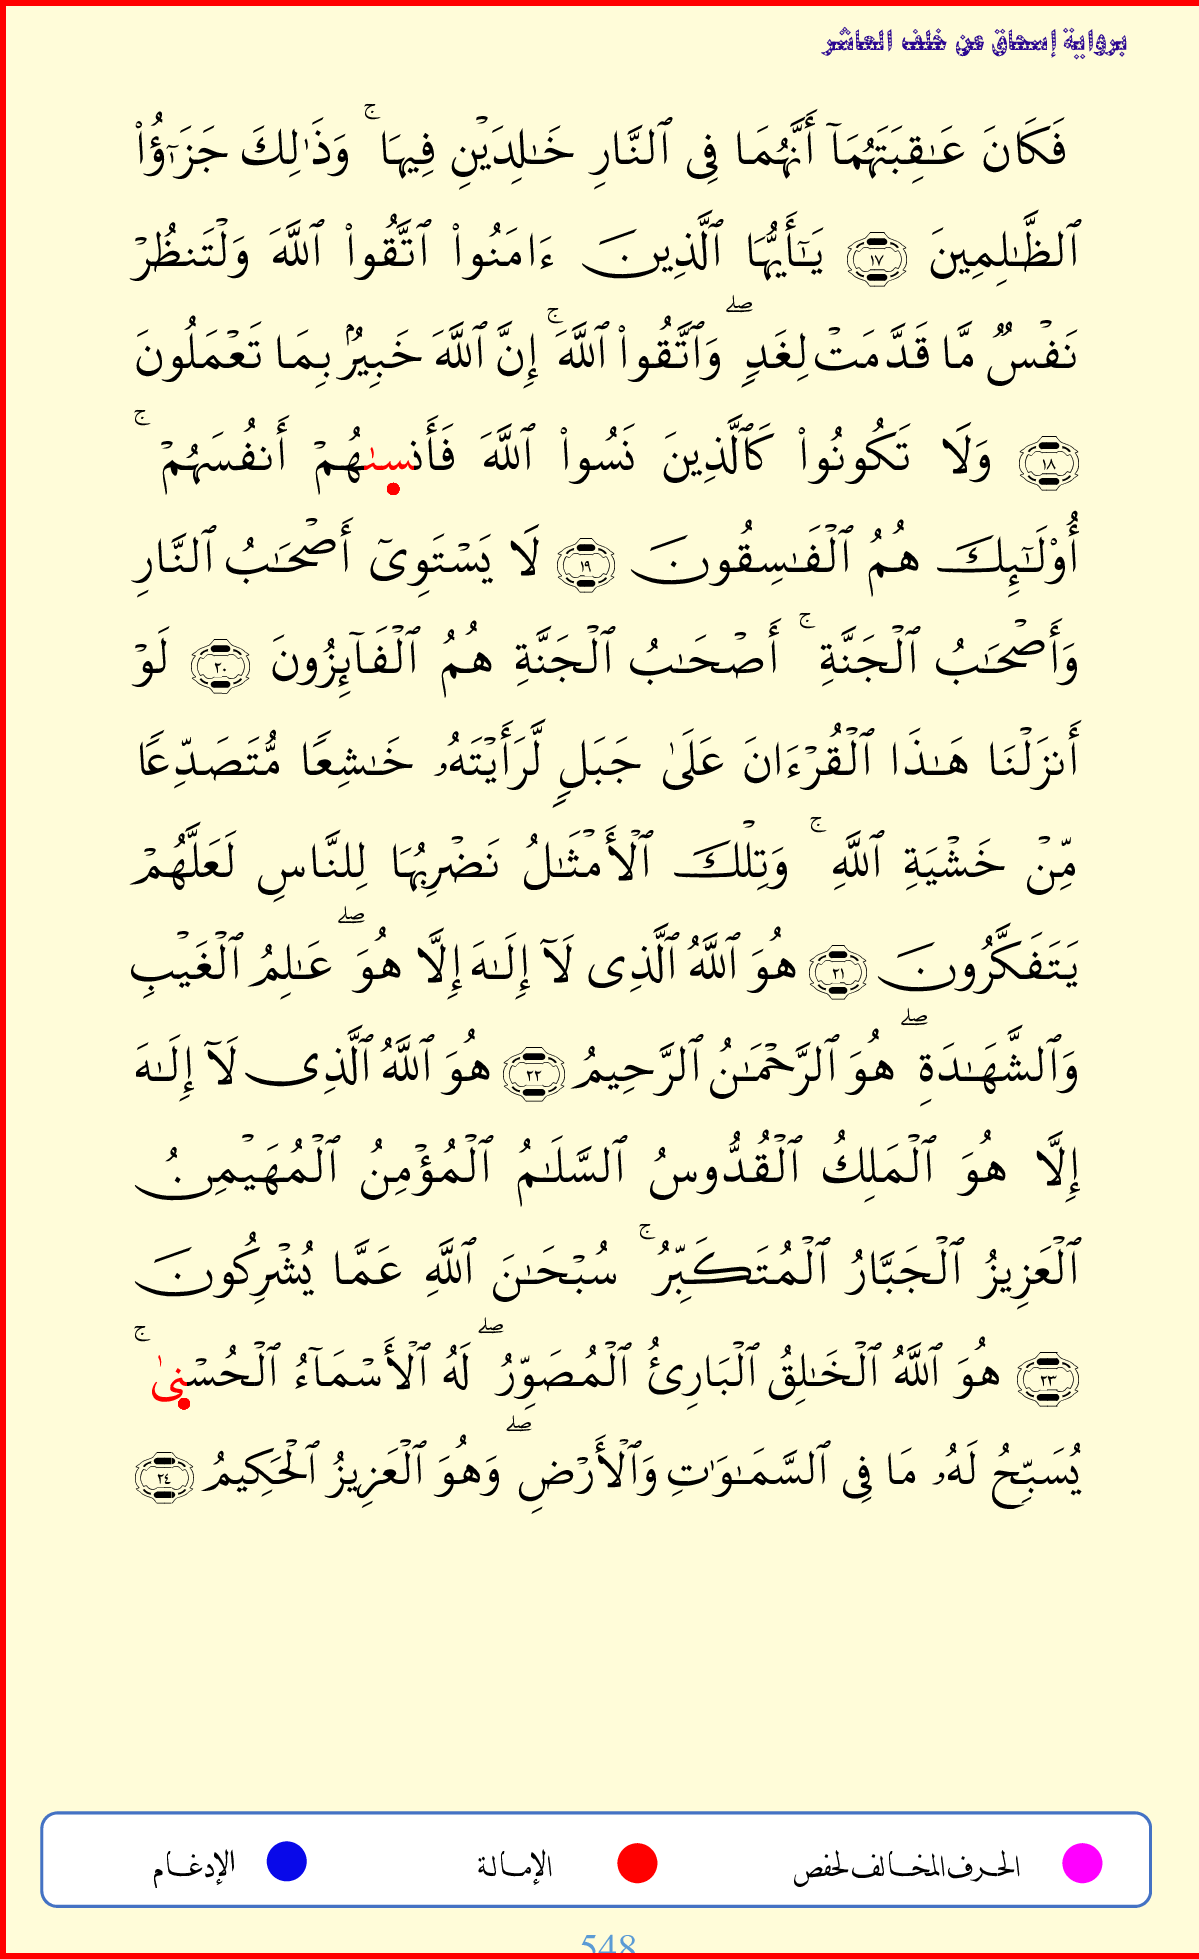 برواية إسحاق عن خلف العاشر
فَكَانَ عَـٰقِبَتَهُمَآ أَنَّهُمَا فِى ٱلنَّارِ خَـٰلِدَيْنِ فِيهَا ۚ وَذَٰلِكَ جَزَٰٓؤُا۟
ٱلظَّـٰلِمِينَ ١٧ يَـٰٓأَيُّهَا ٱلَّذِينَ ءَامَنُوا۟ ٱتَّقُوا۟ ٱللَّهَ وَلْتَنظُرْ
نَفْسٌ مَّا قَدَّمَتْ لِغَدٍ ۖ وَٱتَّقُوا۟ ٱللَّهَ ۚ إِنَّ ٱللَّهَ خَبِيرٌۢ بِمَا تَعْمَلُونَ
١٨ وَلَا تَكُونُوا۟ كَٱلَّذِينَ نَسُوا۟ ٱللَّهَ فَأَنسىٰهُمْ أَنفُسَهُمْ ۚ
أُو۟لَـٰٓئِكَ هُمُ ٱلْفَـٰسِقُونَ ١٩ لَا يَسْتَوِىٓ أَصْحَـٰبُ ٱلنَّارِ
وَأَصْحَـٰبُ ٱلْجَنَّةِ ۚ أَصْحَـٰبُ ٱلْجَنَّةِ هُمُ ٱلْفَآئِزُونَ ٢٠ لَوْ
أَنزَلْنَا هَـٰذَا ٱلْقُرْءَانَ عَلَىٰ جَبَلٍ لَّرَأَيْتَهُۥ خَـٰشِعًا مُّتَصَدِّعًا
مِّنْ خَشْيَةِ ٱللَّهِ ۚ وَتِلْكَ ٱلْأَمْثَـٰلُ نَضْرِبُهَا لِلنَّاسِ لَعَلَّهُمْ
يَتَفَكَّرُونَ ٢١ هُوَ ٱللَّهُ ٱلَّذِى لَآ إِلَـٰهَ إِلَّا هُوَ ۖ عَـٰلِمُ ٱلْغَيْبِ
وَٱلشَّهَـٰدَةِ ۖ هُوَ ٱلرَّحْمَـٰنُ ٱلرَّحِيمُ ٢٢ هُوَ ٱللَّهُ ٱلَّذِى لَآ إِلَـٰهَ
إِلَّا هُوَ ٱلْمَلِكُ ٱلْقُدُّوسُ ٱلسَّلَـٰمُ ٱلْمُؤْمِنُ ٱلْمُهَيْمِنُ
ٱلْعَزِيزُ ٱلْجَبَّارُ ٱلْمُتَكَبِّرُ ۚ سُبْحَـٰنَ ٱللَّهِ عَمَّا يُشْرِكُونَ
٢٣ هُوَ ٱللَّهُ ٱلْخَـٰلِقُ ٱلْبَارِئُ ٱلْمُصَوِّرُ ۖ لَهُ ٱلْأَسْمَآءُ ٱلْحُسْنىٰ ۚ
يُسَبِّحُ لَهُۥ مَا فِى ٱلسَّمَـٰوَٰتِ وَٱلْأَرْضِ ۖ وَهُوَ ٱلْعَزِيزُ ٱلْحَكِيمُ ٢٤
الحرف المخالف لحفص الإمالة الإدغام
548